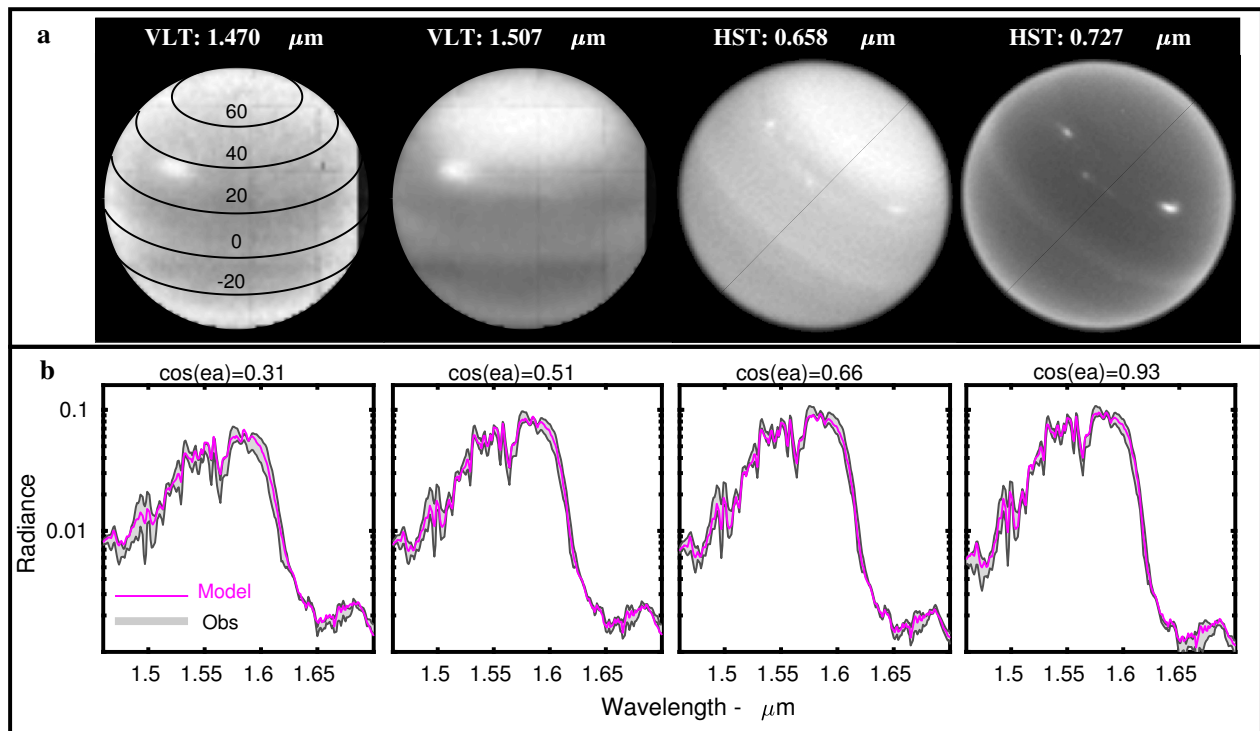 a
VLT: 1.470 μm
VLT: 1.507 μm
HST: 0.658 μm
HST: 0.727 μm
60
40
20
0
-20
b
cos(ea)=0.31
cos(ea)=0.51
cos(ea)=0.66
cos(ea)=0.93
0.1
0.01
Radiance
Model
Obs
1.5 1.55 1.6 1.65
1.5 1.55 1.6 1.65
1.5 1.55 1.6 1.65
1.5 1.55 1.6 1.65
Wavelength - μm